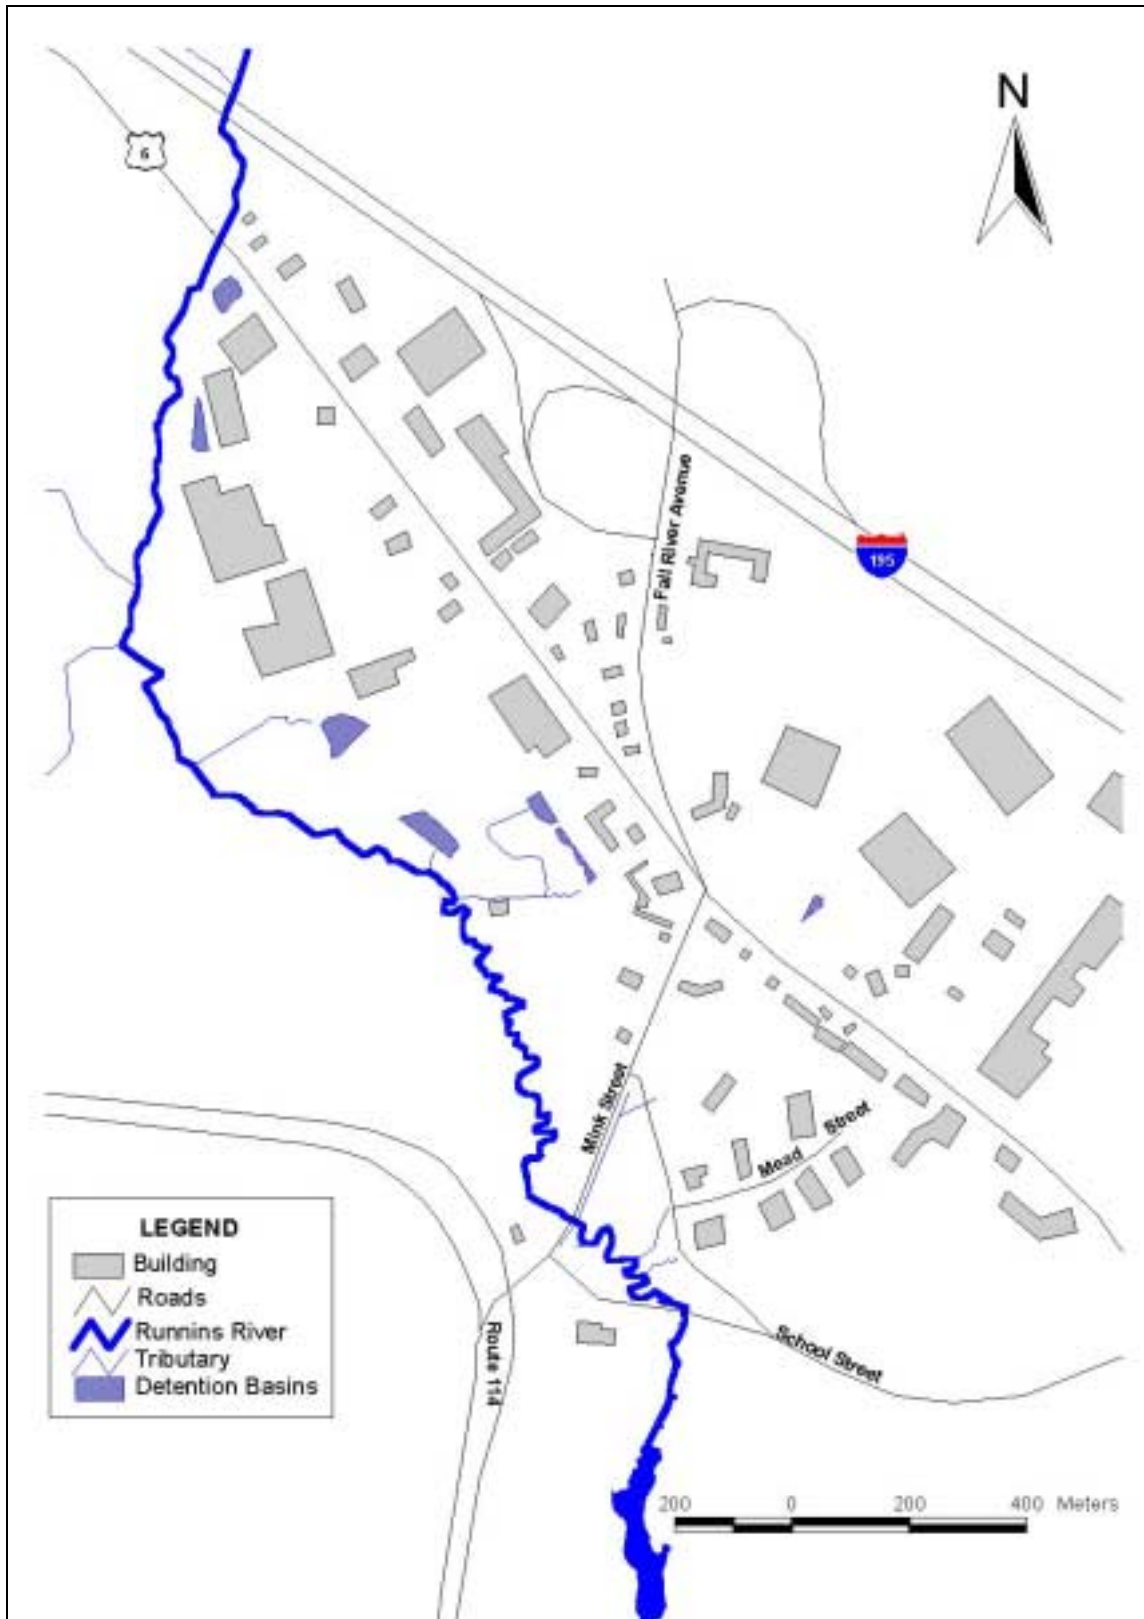 N
6
Fall River Avenue
195
Mink Street
Mead Street
LEGEND
Building
Roads
Runnins River
Tributary
Detention Basins
Route 114
School Street
200 0 200 400 Meters